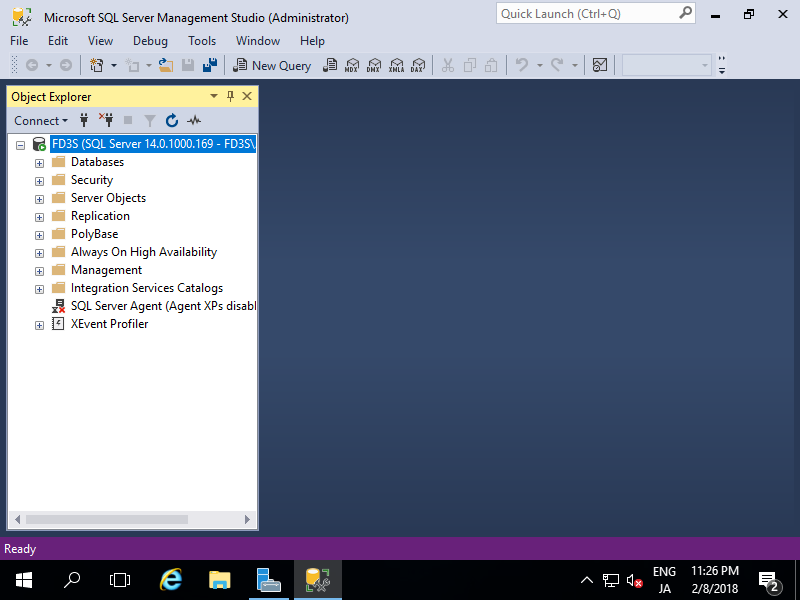 Microsoft SQL Server Management Studio (Administrator)
Quick Launch (Ctrl+Q)
File Edit View Debug Tools Window Help
New Query MDX DMX XMLA DAX
Object Explorer
Connect
FD3S (SQL Server 14.0.1000.169 - FD3S\
Databases
Security
Server Objects
Replication
PolyBase
Always On High Availability
Management
Integration Services Catalogs
SQL Server Agent (Agent XPs disabl
XEvent Profiler
Ready
ENG
JA
11:26 PM
2/8/2018
2